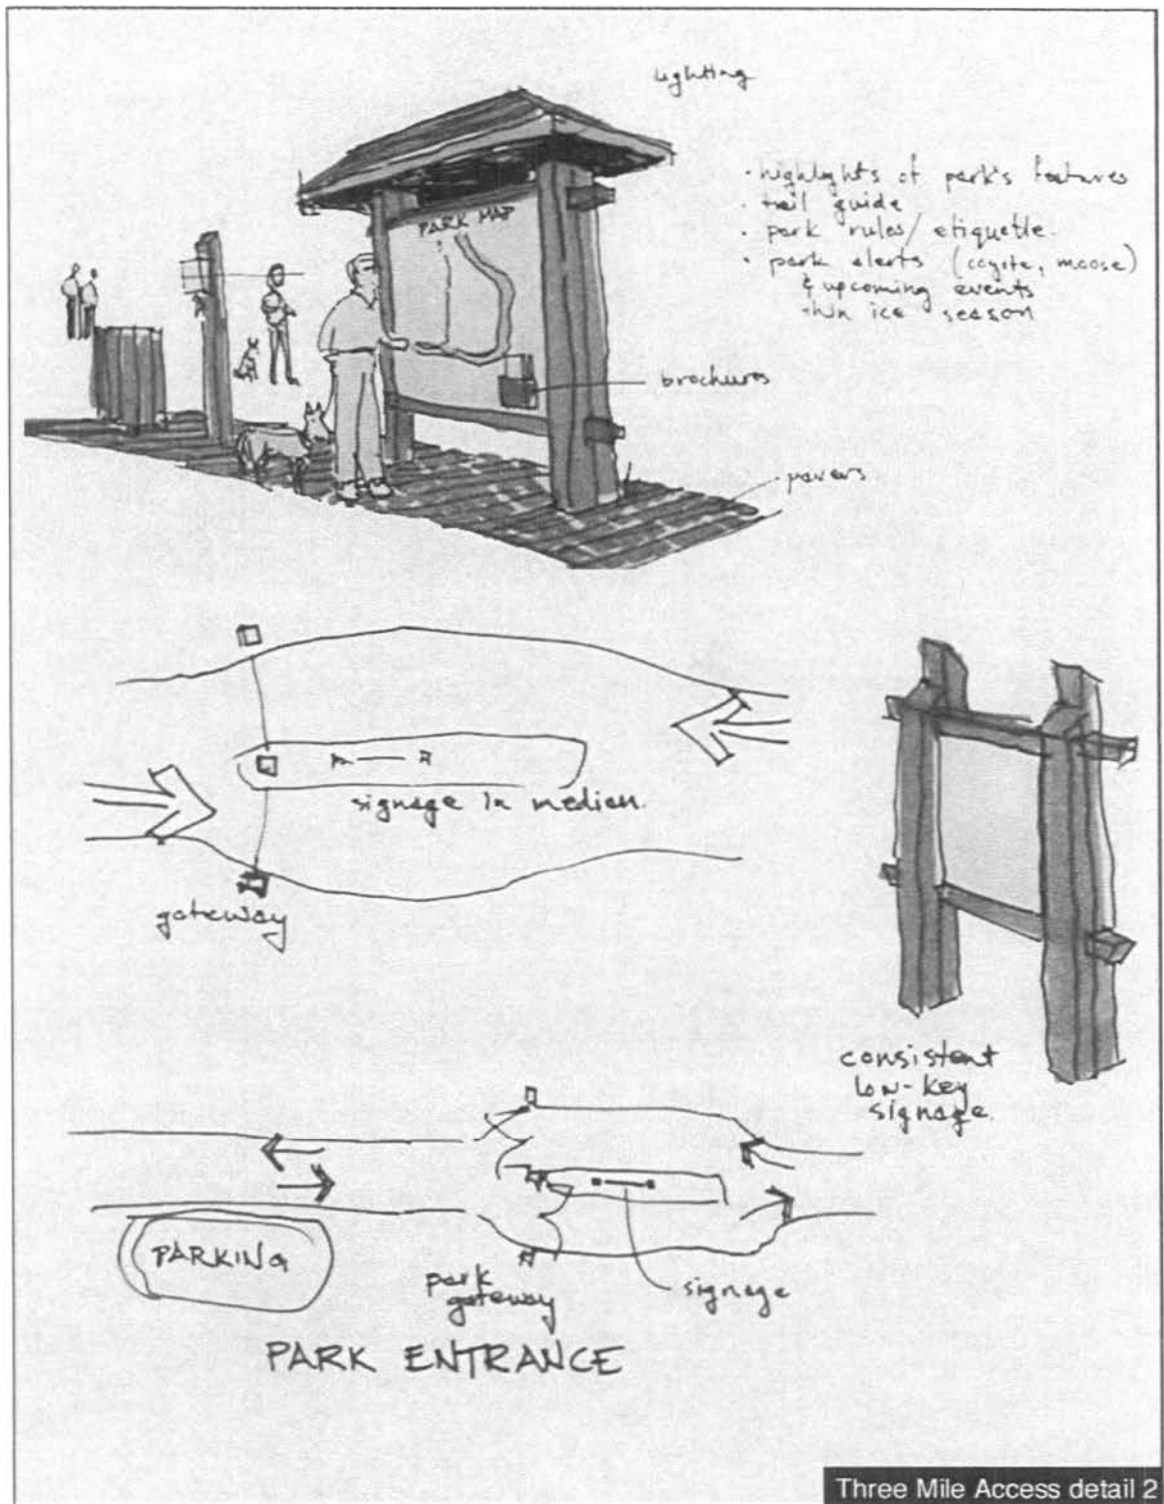 lighting
PARK MAP
• highlights of park's features
• trail guide
• park rules/etiquette.
• park alerts (coyote, moose)
& upcoming events
thin ice season
brochures
pavers
signage in median.
gateway
consistent
low-key
signage.
PARKING
park
gateway
signage
PARK ENTRANCE
Three Mile Access detail 2